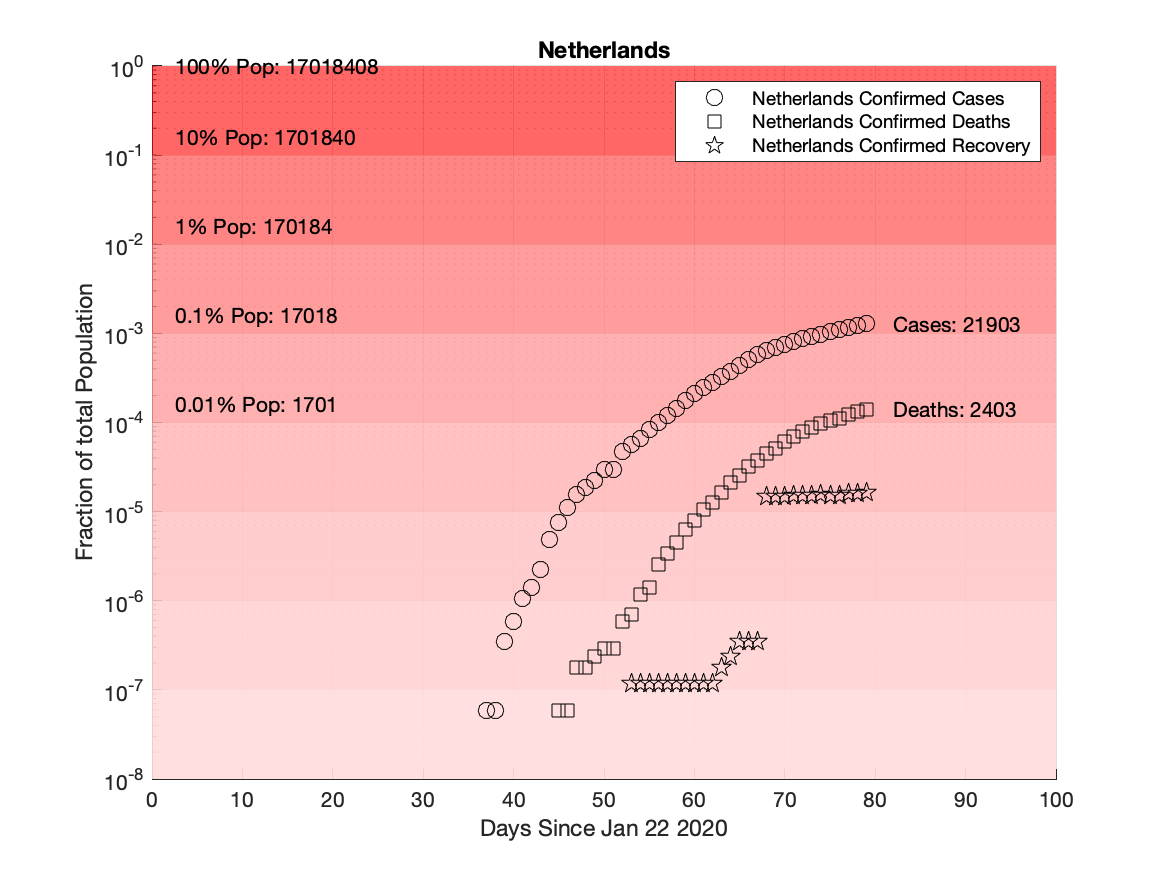 Netherlands
10^0
100% Pop: 17018408
Netherlands Confirmed Cases
Netherlands Confirmed Deaths
Netherlands Confirmed Recovery
10% Pop: 1701840
10^-1
1% Pop: 170184
10^-2
0.1% Pop: 17018
10^-3
Cases: 21903
0.01% Pop: 1701
10^-4
Deaths: 2403
10^-5
10^-6
10^-7
10^-8
Fraction of total Population
0 10 20 30 40 50 60 70 80 90 100
Days Since Jan 22 2020